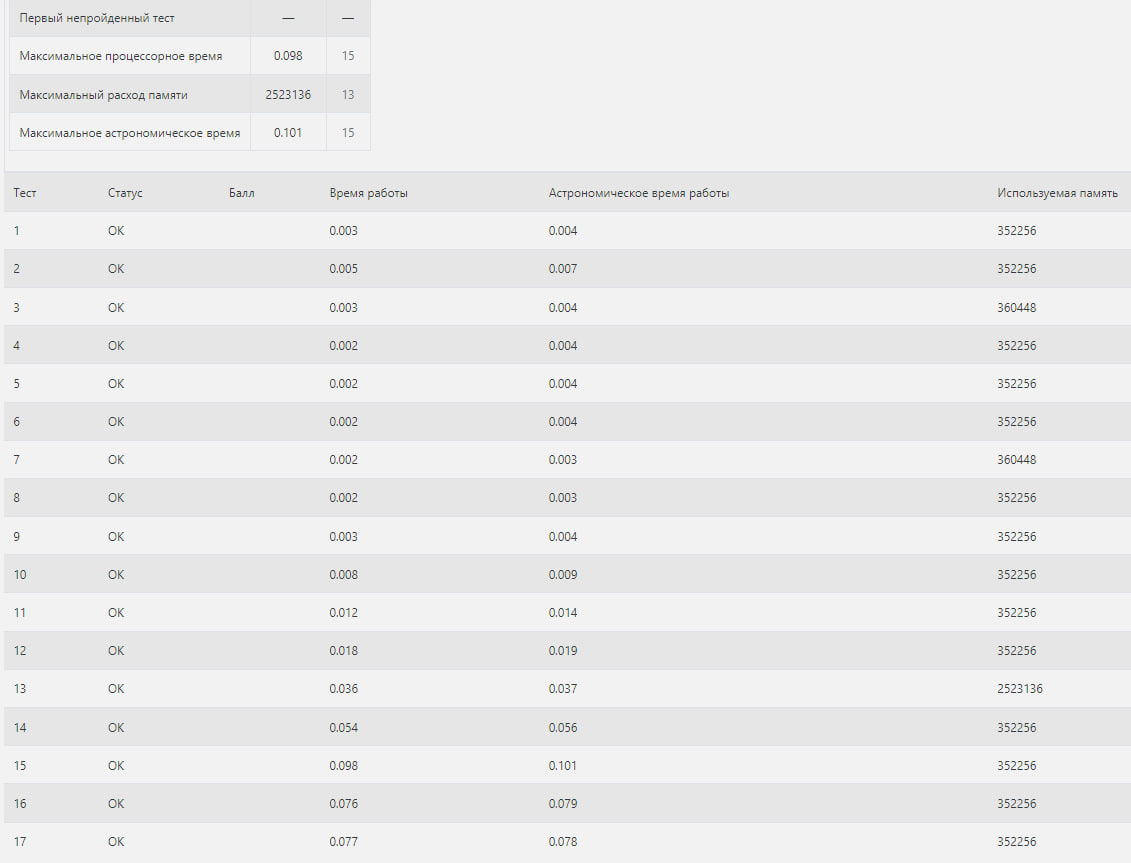 Первый непройденный тест — —
Максимальное процессорное время 0.098 15
Максимальный расход памяти 2523136 13
Максимальное астрономическое время 0.101 15
Тест Статус Балл Время работы Астрономическое время работы Используемая память
1 OK 0.003 0.004 352256
2 OK 0.005 0.007 352256
3 OK 0.003 0.004 360448
4 OK 0.002 0.004 352256
5 OK 0.002 0.004 352256
6 OK 0.002 0.004 352256
7 OK 0.002 0.003 360448
8 OK 0.002 0.003 352256
9 OK 0.003 0.004 352256
10 OK 0.008 0.009 352256
11 OK 0.012 0.014 352256
12 OK 0.018 0.019 352256
13 OK 0.036 0.037 2523136
14 OK 0.054 0.056 352256
15 OK 0.098 0.101 352256
16 OK 0.076 0.079 352256
17 OK 0.077 0.078 352256